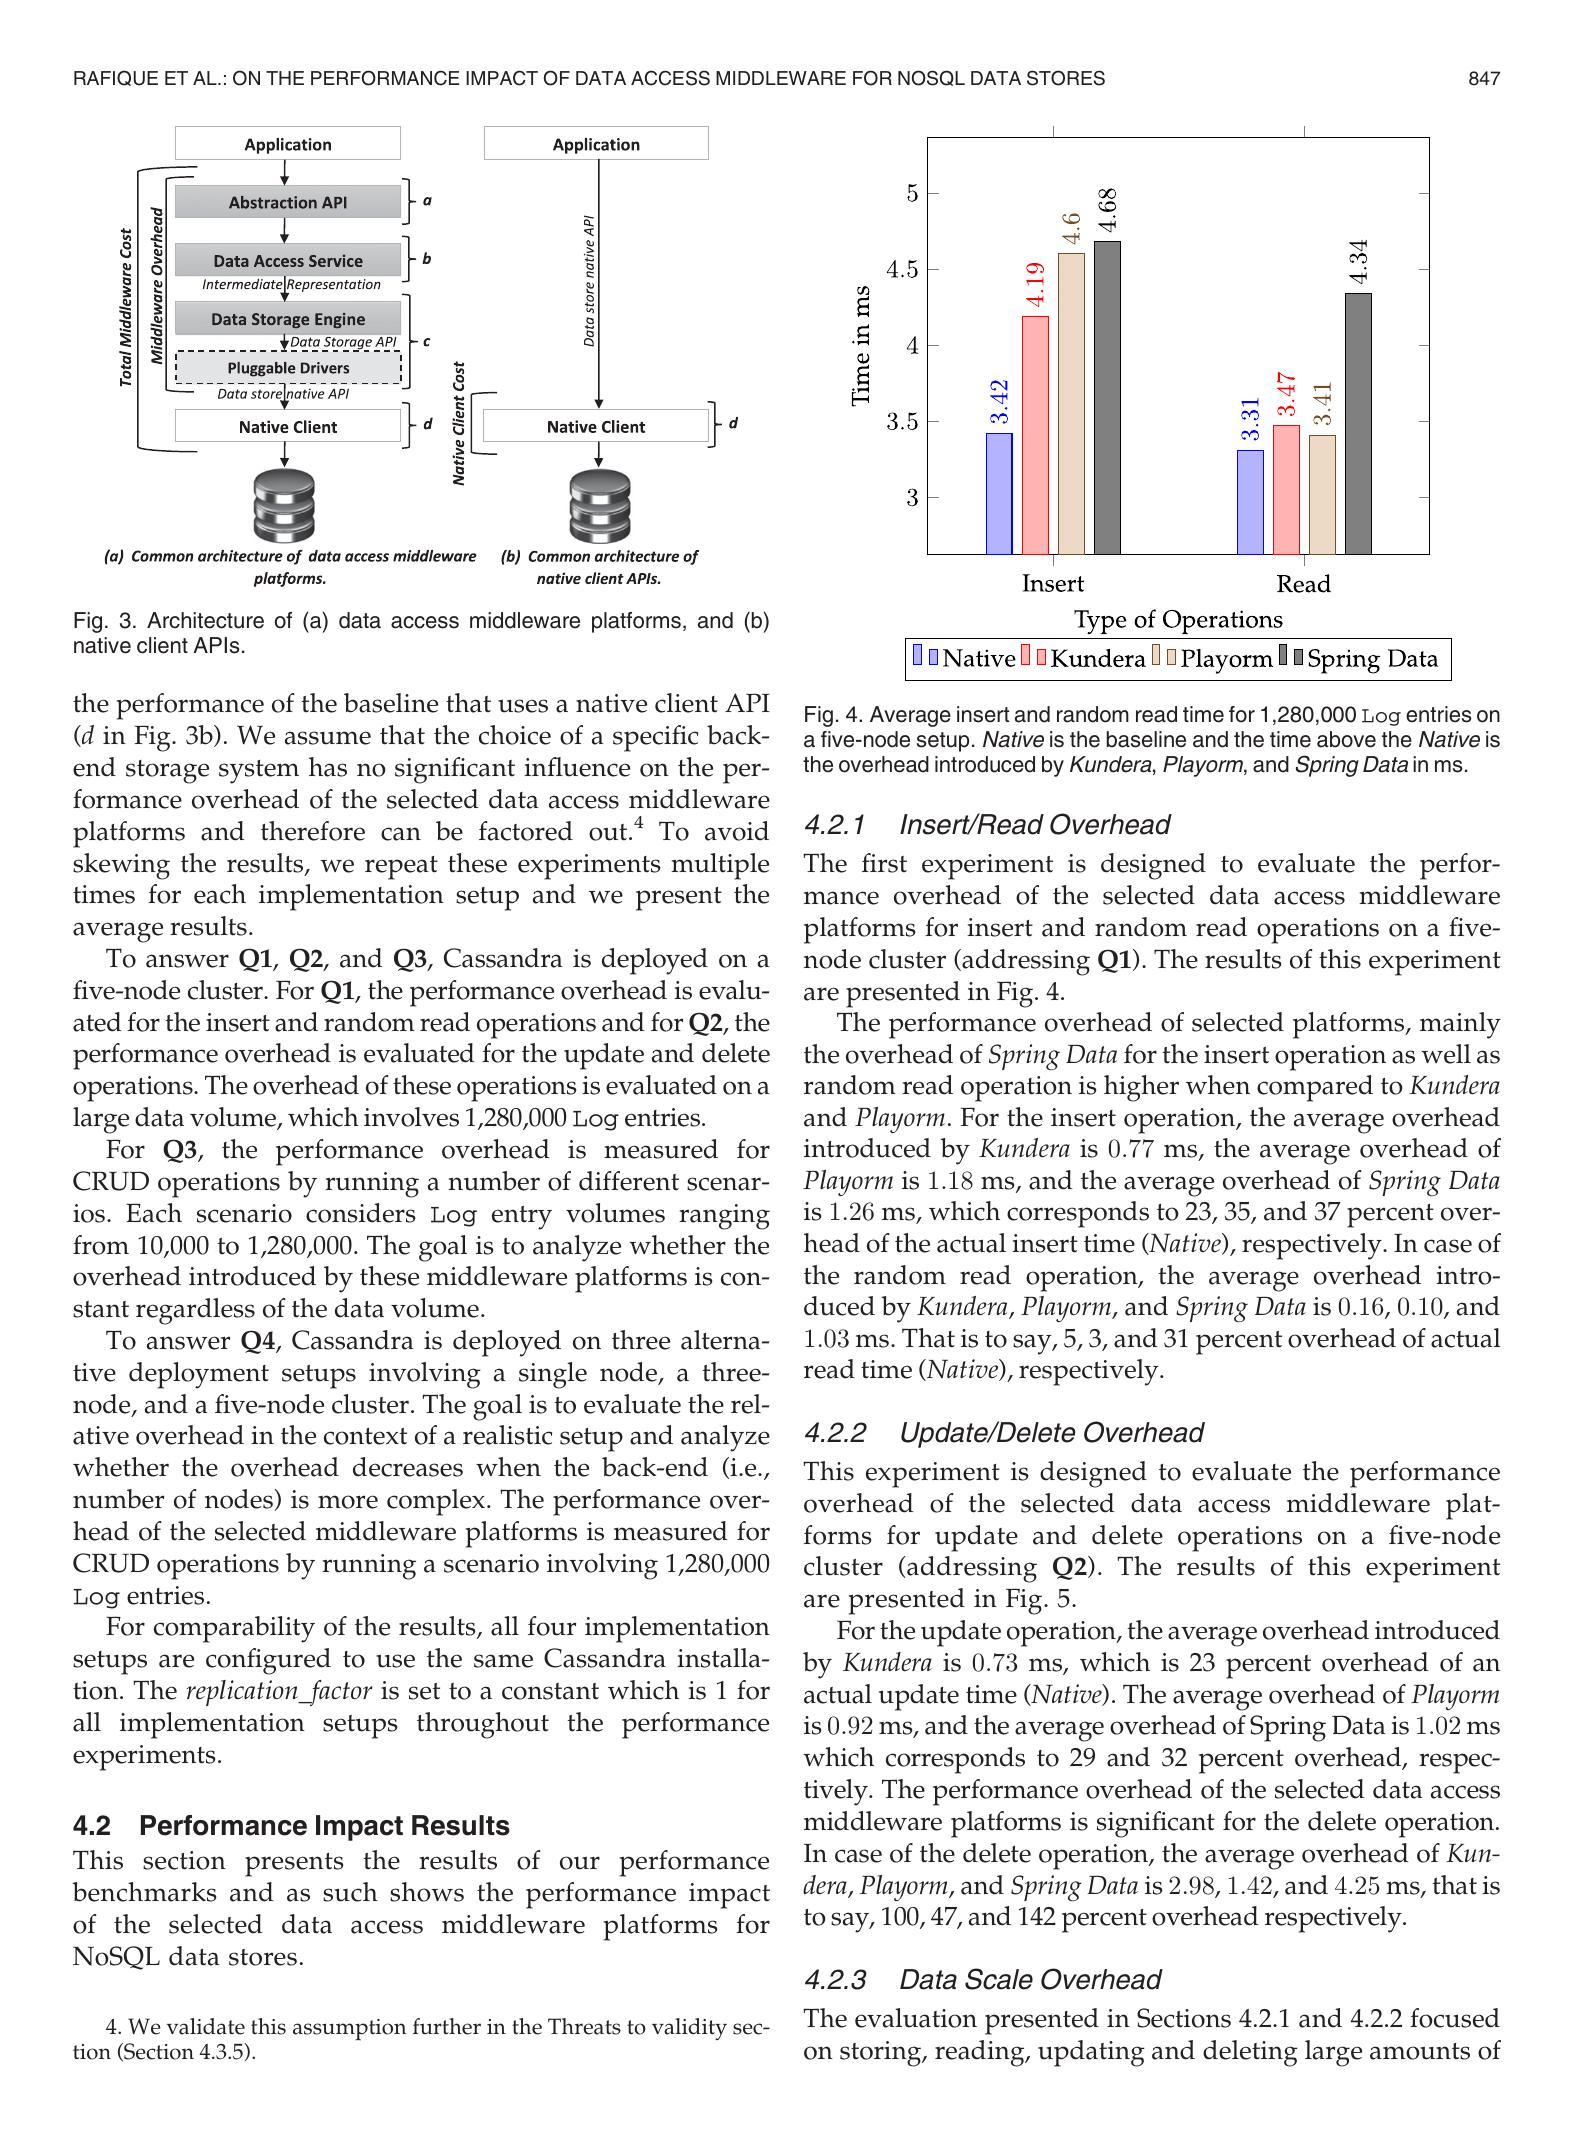 RAFIQUE ET AL.: ON THE PERFORMANCE IMPACT OF DATA ACCESS MIDDLEWARE FOR NOSQL DATA STORES
847
Application
Abstraction API
a
Data Access Service
b
Intermediate Representation
Data Storage Engine
Data Storage API
c
Pluggable Drivers
Data store native API
Native Client
d
Total Middleware Cost
Middleware Overhead
(a) Common architecture of data access middleware
platforms.
Application
Data store native API
Native Client Cost
Native Client
d
(b) Common architecture of
native client APIs.
Fig. 3. Architecture of (a) data access middleware platforms, and (b)
native client APIs.
the performance of the baseline that uses a native client API
(d in Fig. 3b). We assume that the choice of a specific back-
end storage system has no significant influence on the per-
formance overhead of the selected data access middleware
platforms and therefore can be factored out.4 To avoid
skewing the results, we repeat these experiments multiple
times for each implementation setup and we present the
average results.
To answer Q1, Q2, and Q3, Cassandra is deployed on a
five-node cluster. For Q1, the performance overhead is evalu-
ated for the insert and random read operations and for Q2, the
performance overhead is evaluated for the update and delete
operations. The overhead of these operations is evaluated on a
large data volume, which involves 1,280,000 Log entries.
For Q3, the performance overhead is measured for
CRUD operations by running a number of different scenar-
ios. Each scenario considers Log entry volumes ranging
from 10,000 to 1,280,000. The goal is to analyze whether the
overhead introduced by these middleware platforms is con-
stant regardless of the data volume.
To answer Q4, Cassandra is deployed on three alterna-
tive deployment setups involving a single node, a three-
node, and a five-node cluster. The goal is to evaluate the rel-
ative overhead in the context of a realistic setup and analyze
whether the overhead decreases when the back-end (i.e.,
number of nodes) is more complex. The performance over-
head of the selected middleware platforms is measured for
CRUD operations by running a scenario involving 1,280,000
Log entries.
For comparability of the results, all four implementation
setups are configured to use the same Cassandra installa-
tion. The replication_factor is set to a constant which is 1 for
all implementation setups throughout the performance
experiments.
4.2 Performance Impact Results
This section presents the results of our performance
benchmarks and as such shows the performance impact
of the selected data access middleware platforms for
NoSQL data stores.
4. We validate this assumption further in the Threats to validity sec-
tion (Section 4.3.5).
Time in ms
5
4.5
4
3.5
3
3.42
4.19
4.6
4.68
3.31
3.47
3.41
4.34
Insert
Read
Type of Operations
Native Kundera Playorm Spring Data
Fig. 4. Average insert and random read time for 1,280,000 Log entries on
a five-node setup. Native is the baseline and the time above the Native is
the overhead introduced by Kundera, Playorm, and Spring Data in ms.
4.2.1 Insert/Read Overhead
The first experiment is designed to evaluate the perfor-
mance overhead of the selected data access middleware
platforms for insert and random read operations on a five-
node cluster (addressing Q1). The results of this experiment
are presented in Fig. 4.
The performance overhead of selected platforms, mainly
the overhead of Spring Data for the insert operation as well as
random read operation is higher when compared to Kundera
and Playorm. For the insert operation, the average overhead
introduced by Kundera is 0.77 ms, the average overhead of
Playorm is 1.18 ms, and the average overhead of Spring Data
is 1.26 ms, which corresponds to 23, 35, and 37 percent over-
head of the actual insert time (Native), respectively. In case of
the random read operation, the average overhead intro-
duced by Kundera, Playorm, and Spring Data is 0.16, 0.10, and
1.03 ms. That is to say, 5, 3, and 31 percent overhead of actual
read time (Native), respectively.
4.2.2 Update/Delete Overhead
This experiment is designed to evaluate the performance
overhead of the selected data access middleware plat-
forms for update and delete operations on a five-node
cluster (addressing Q2). The results of this experiment
are presented in Fig. 5.
For the update operation, the average overhead introduced
by Kundera is 0.73 ms, which is 23 percent overhead of an
actual update time (Native). The average overhead of Playorm
is 0.92 ms, and the average overhead of Spring Data is 1.02 ms
which corresponds to 29 and 32 percent overhead, respec-
tively. The performance overhead of the selected data access
middleware platforms is significant for the delete operation.
In case of the delete operation, the average overhead of Kun-
dera, Playorm, and Spring Data is 2.98, 1.42, and 4.25 ms, that is
to say, 100, 47, and 142 percent overhead respectively.
4.2.3 Data Scale Overhead
The evaluation presented in Sections 4.2.1 and 4.2.2 focused
on storing, reading, updating and deleting large amounts of